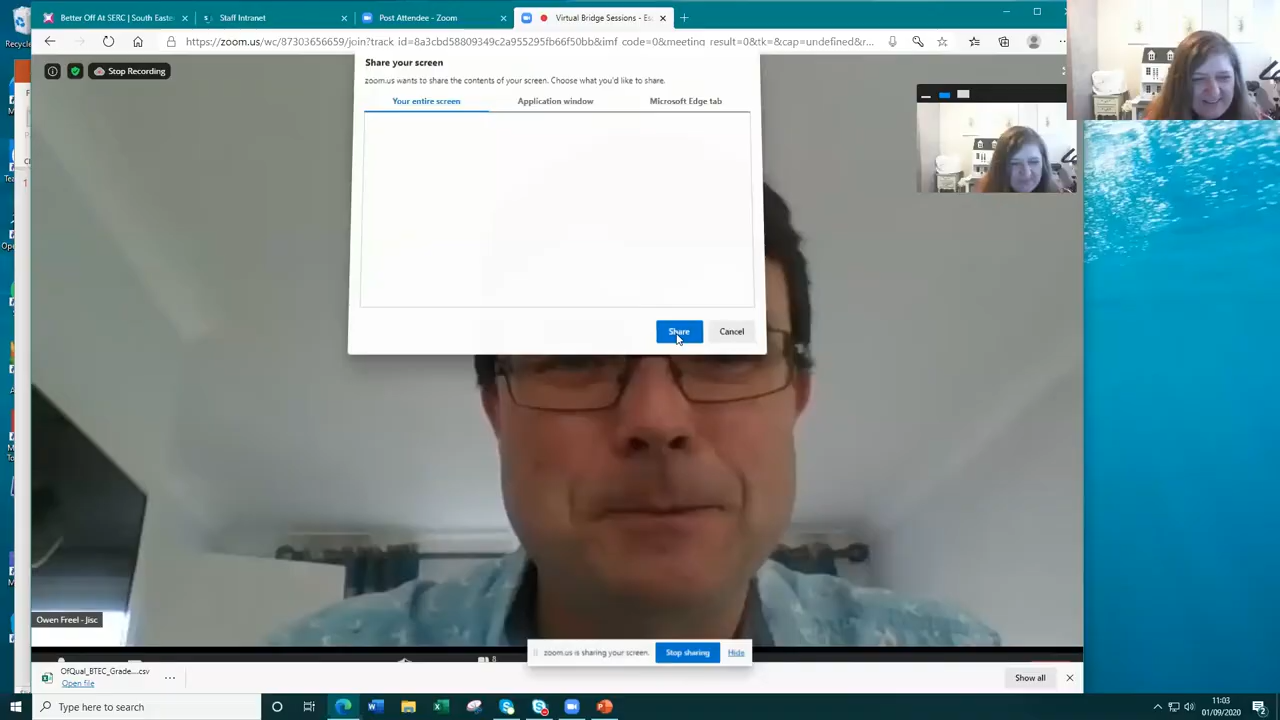 Better Off At SERC | South Easte
Staff Intranet
Post Attendee - Zoom
Virtual Bridge Sessions - Es
https://zoom.us/wc/87303656659/join?track_id=8a3cbd58809349c2a955295fb66f50bb&imf_code=0&meeting_result=0&tk=&cap=undefined&r...
Recycle
Stop Recording
Share your screen
zoom.us wants to share the contents of your screen. Choose what you'd like to share.
Your entire screen
Application window
Microsoft Edge tab
Share
Cancel
Owen Freel - Jisc
zoom.us is sharing your screen.
Stop sharing
Hide
OfQual_BTEC_Grade....csv
Open file
Show all
Type here to search
11:03
01/09/2020
2